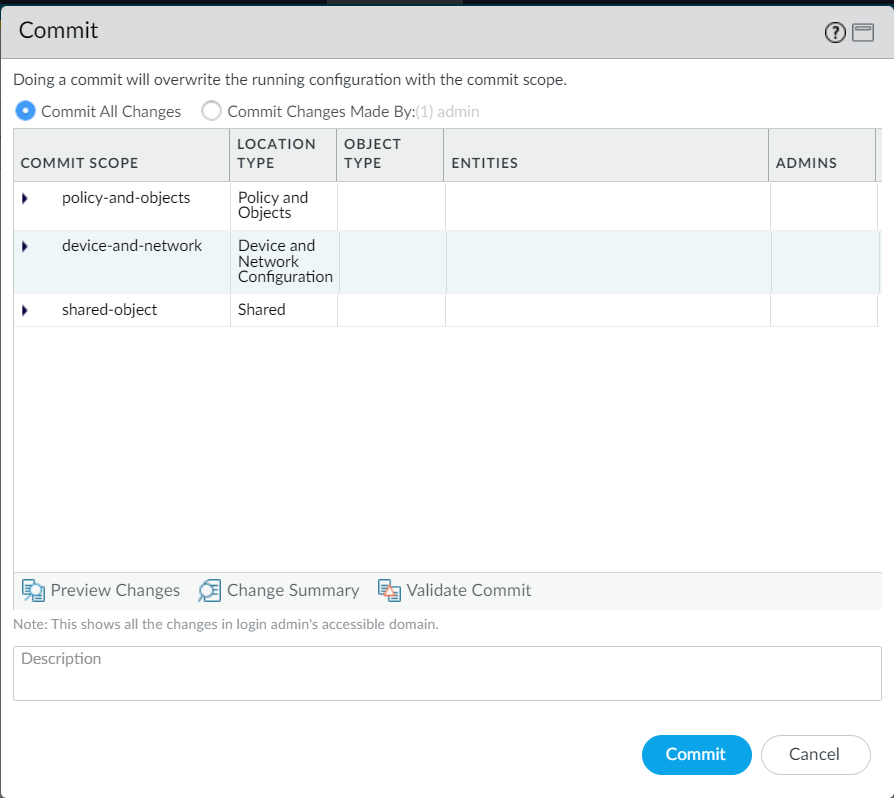 Commit
?
Doing a commit will overwrite the running configuration with the commit scope.
Commit All Changes Commit Changes Made By:(1) admin
COMMIT SCOPE LOCATION TYPE OBJECT TYPE ENTITIES ADMINS
policy-and-objects Policy and
Objects
device-and-network Device and
Network
Configuration
shared-object Shared
Preview Changes Change Summary Validate Commit
Note: This shows all the changes in login admin's accessible domain.
Description
Commit Cancel